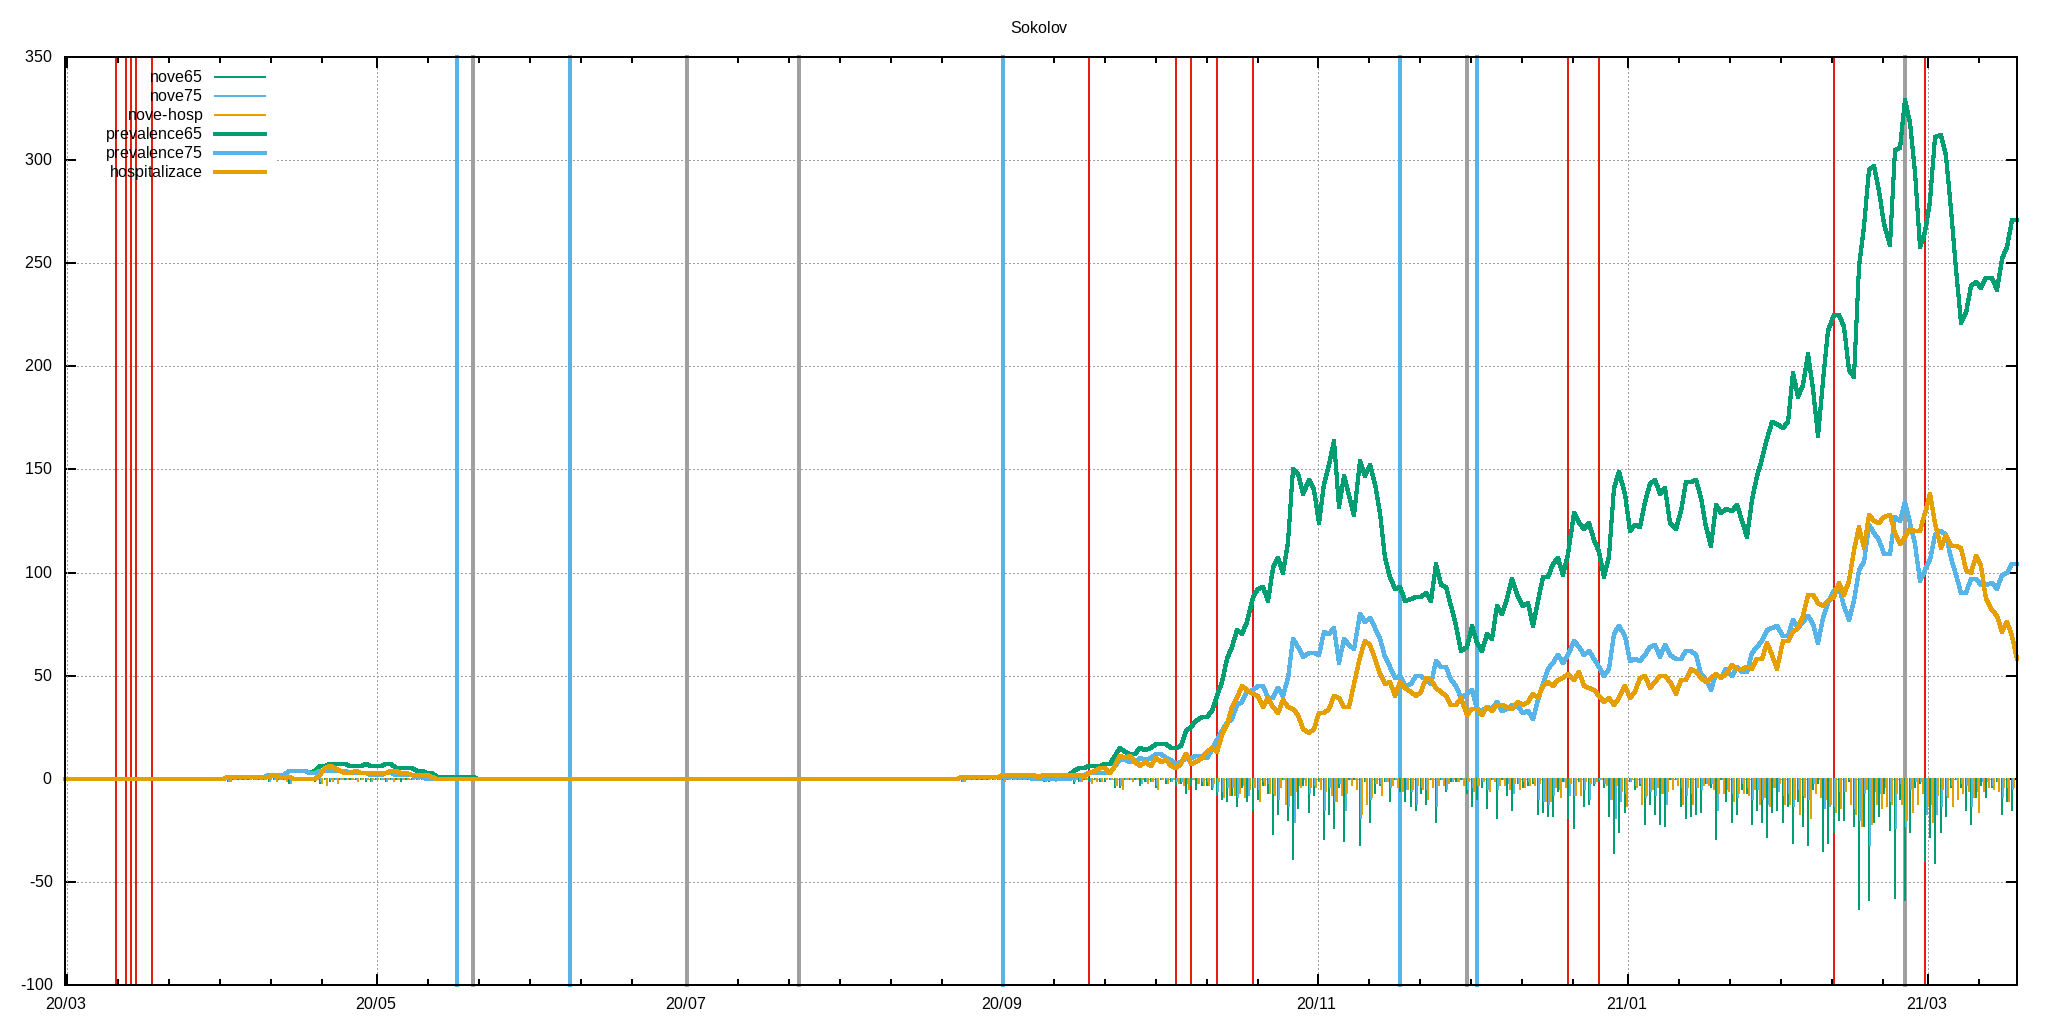 Sokolov
350
300
250
200
150
100
50
0
-50
-100
nove65
nove75
nove-hosp
prevalence65
prevalence75
hospitalizace
20/03 20/05 20/07 20/09 20/11 21/01 21/03